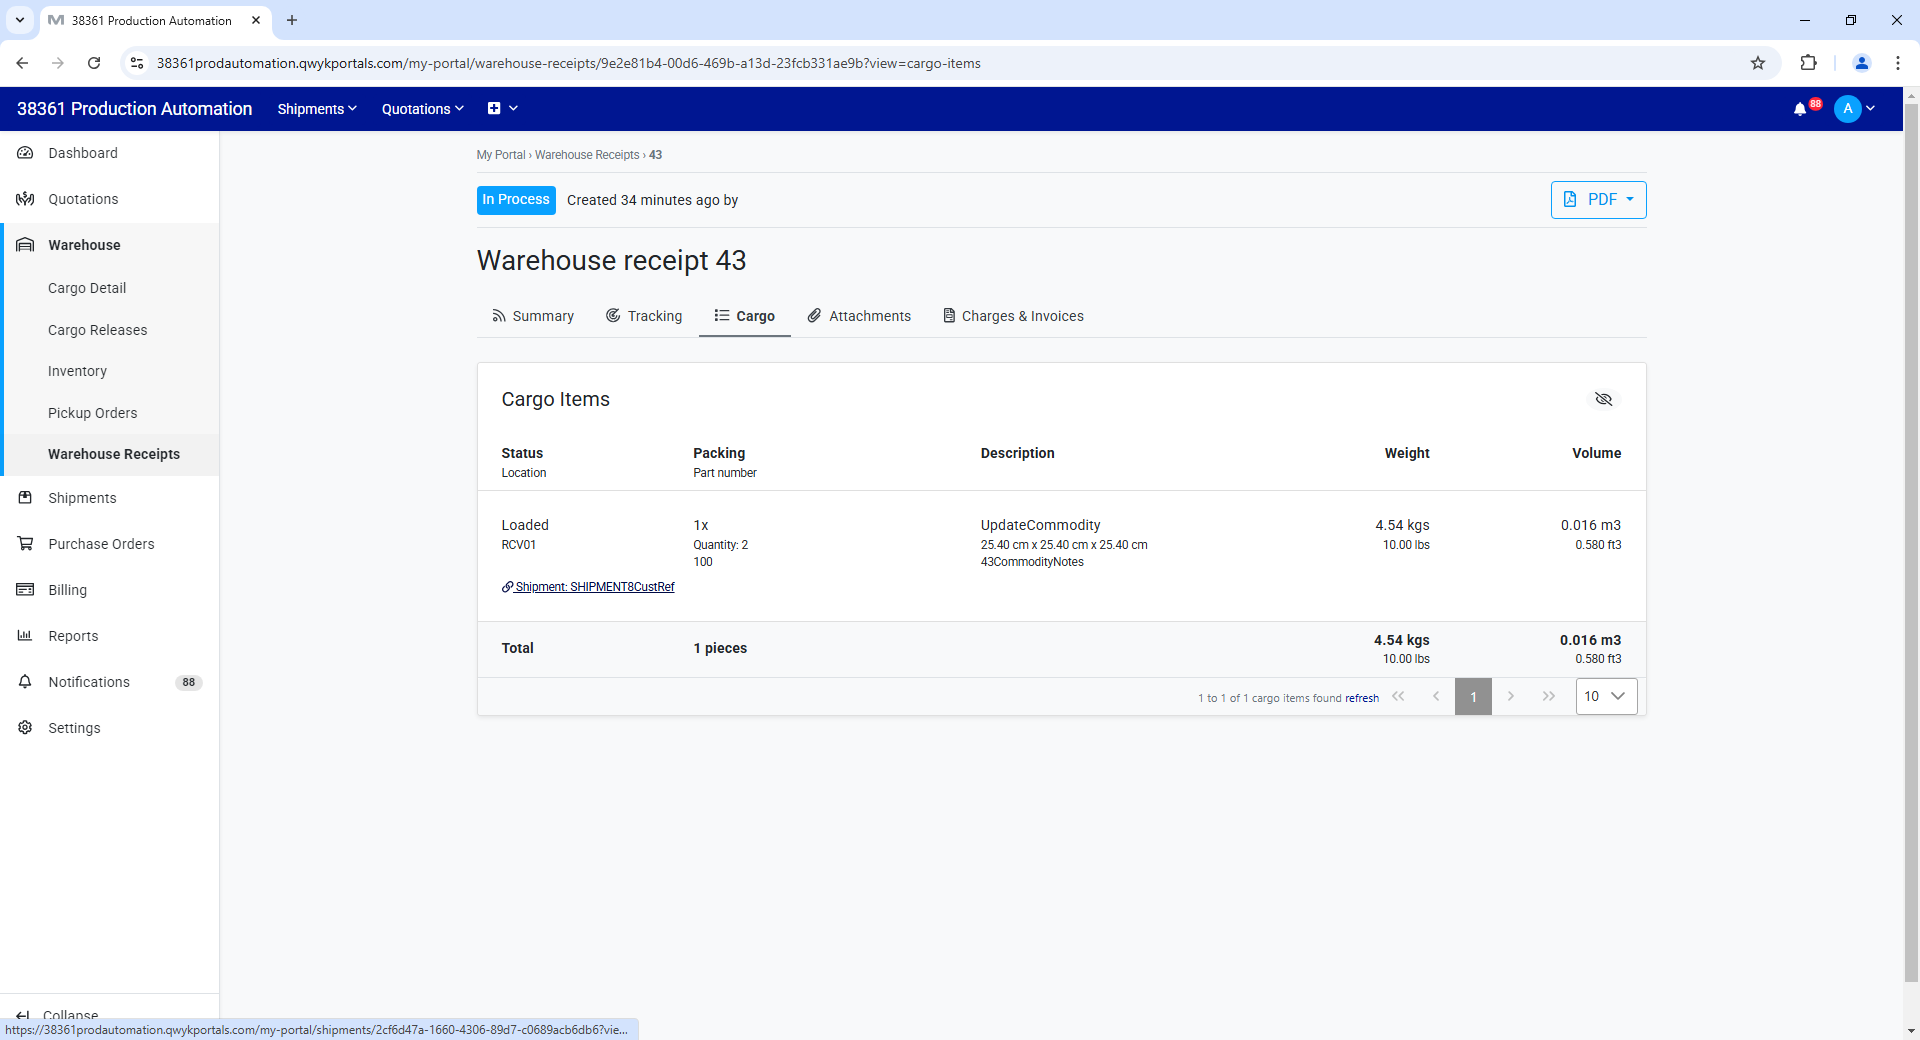 38361 Production Automation
38361prodautomation.qwykportals.com/my-portal/warehouse-receipts/9e2e81b4-00d6-469b-a13d-23fcb331ae9b?view=cargo-items
38361 Production Automation
Shipments
Quotations
88
A
Dashboard
Quotations
Warehouse
Cargo Detail
Cargo Releases
Inventory
Pickup Orders
Warehouse Receipts
Shipments
Purchase Orders
Billing
Reports
Notifications 88
Settings
Collapse
My Portal › Warehouse Receipts › 43
In Process Created 34 minutes ago by
PDF
Warehouse receipt 43
Summary Tracking Cargo Attachments Charges & Invoices
Cargo Items
Status Packing Description Weight Volume
Location Part number
Loaded 1x UpdateCommodity 4.54 kgs 0.016 m3
RCV01 Quantity: 2 25.40 cm x 25.40 cm x 25.40 cm 10.00 lbs 0.580 ft3
100 43CommodityNotes
Shipment: SHIPMENT8CustRef
Total 1 pieces 4.54 kgs 0.016 m3
10.00 lbs 0.580 ft3
1 to 1 of 1 cargo items found refresh 1 10
https://38361prodautomation.qwykportals.com/my-portal/shipments/2cf6d47a-1660-4306-89d7-c0689acb6db6?vie...